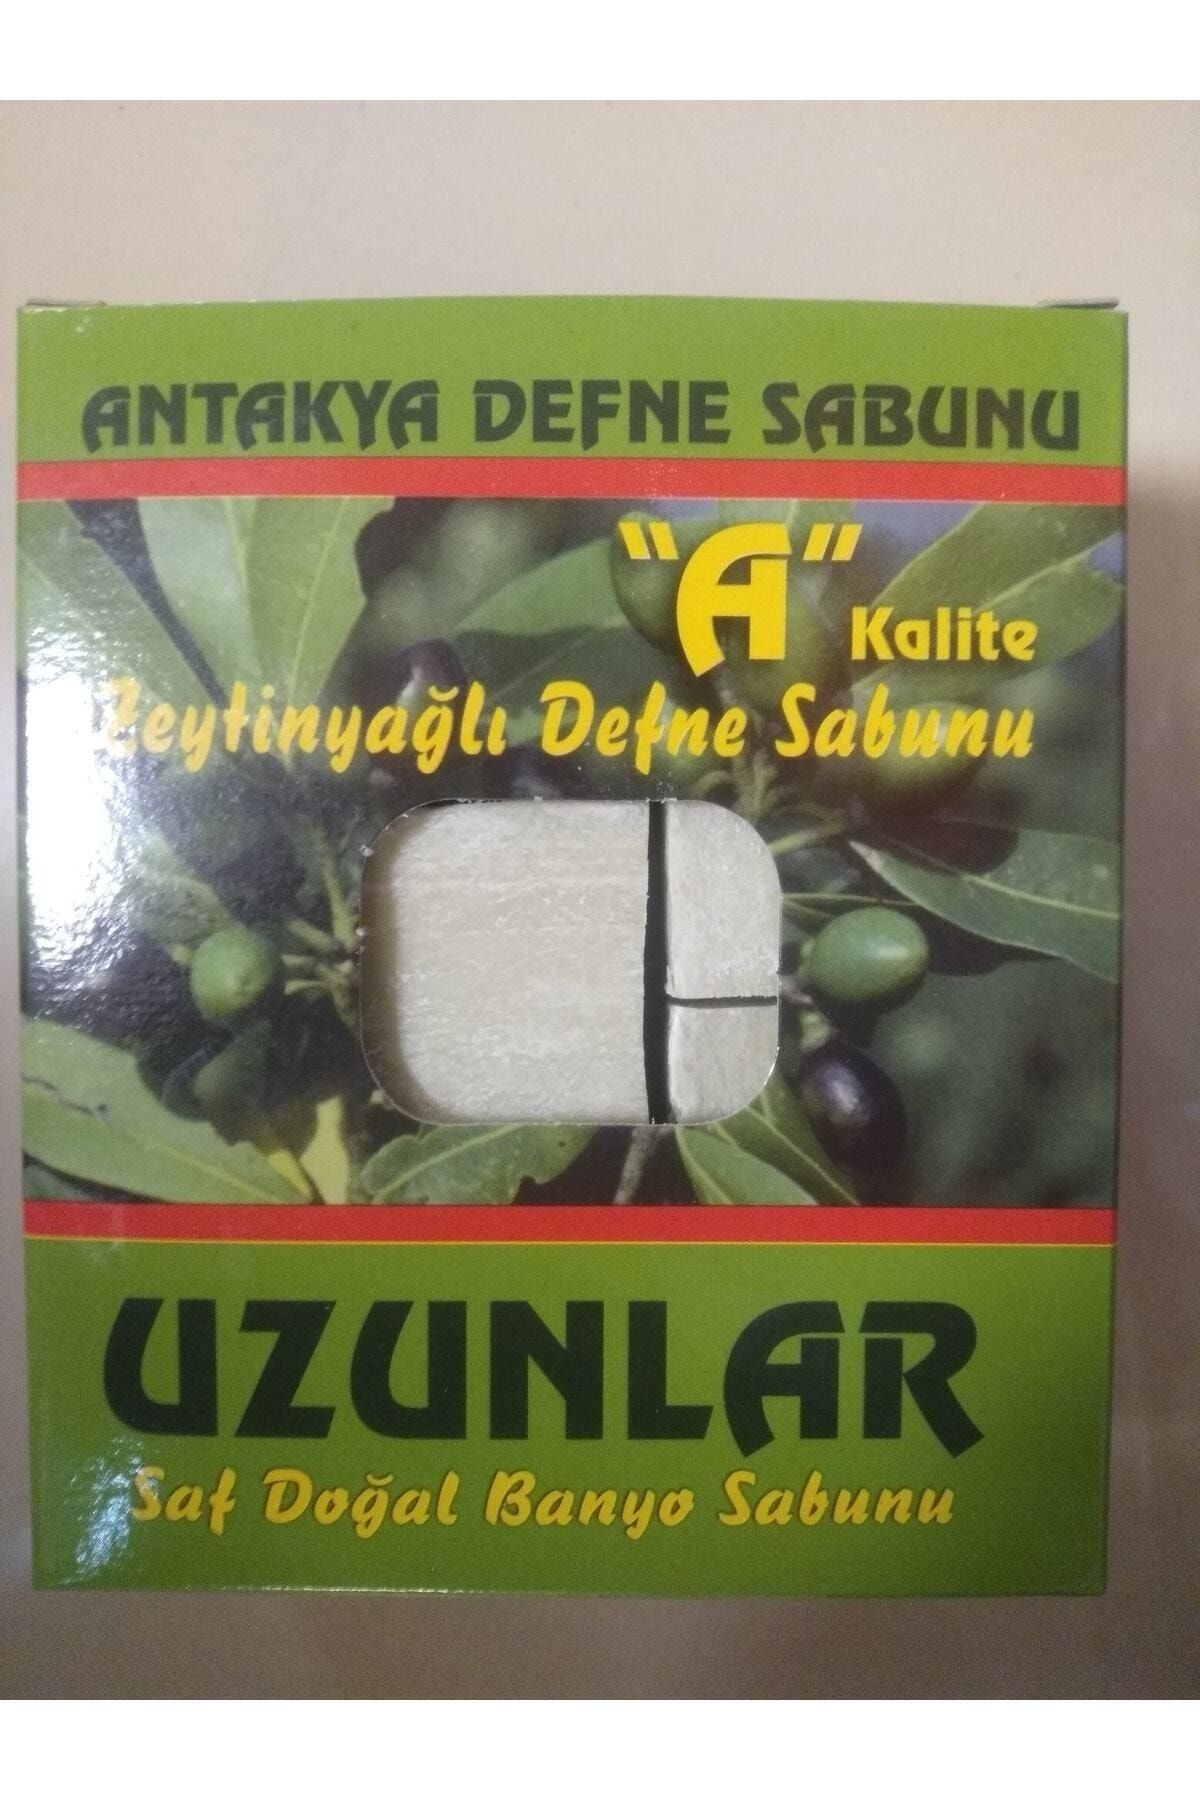 ANTAKYA DEFNE SABUNU
"A" Kalite
Zeytinyağlı Defne Sabunu
UZUNLAR
Saf Doğal Banyo Sabunu